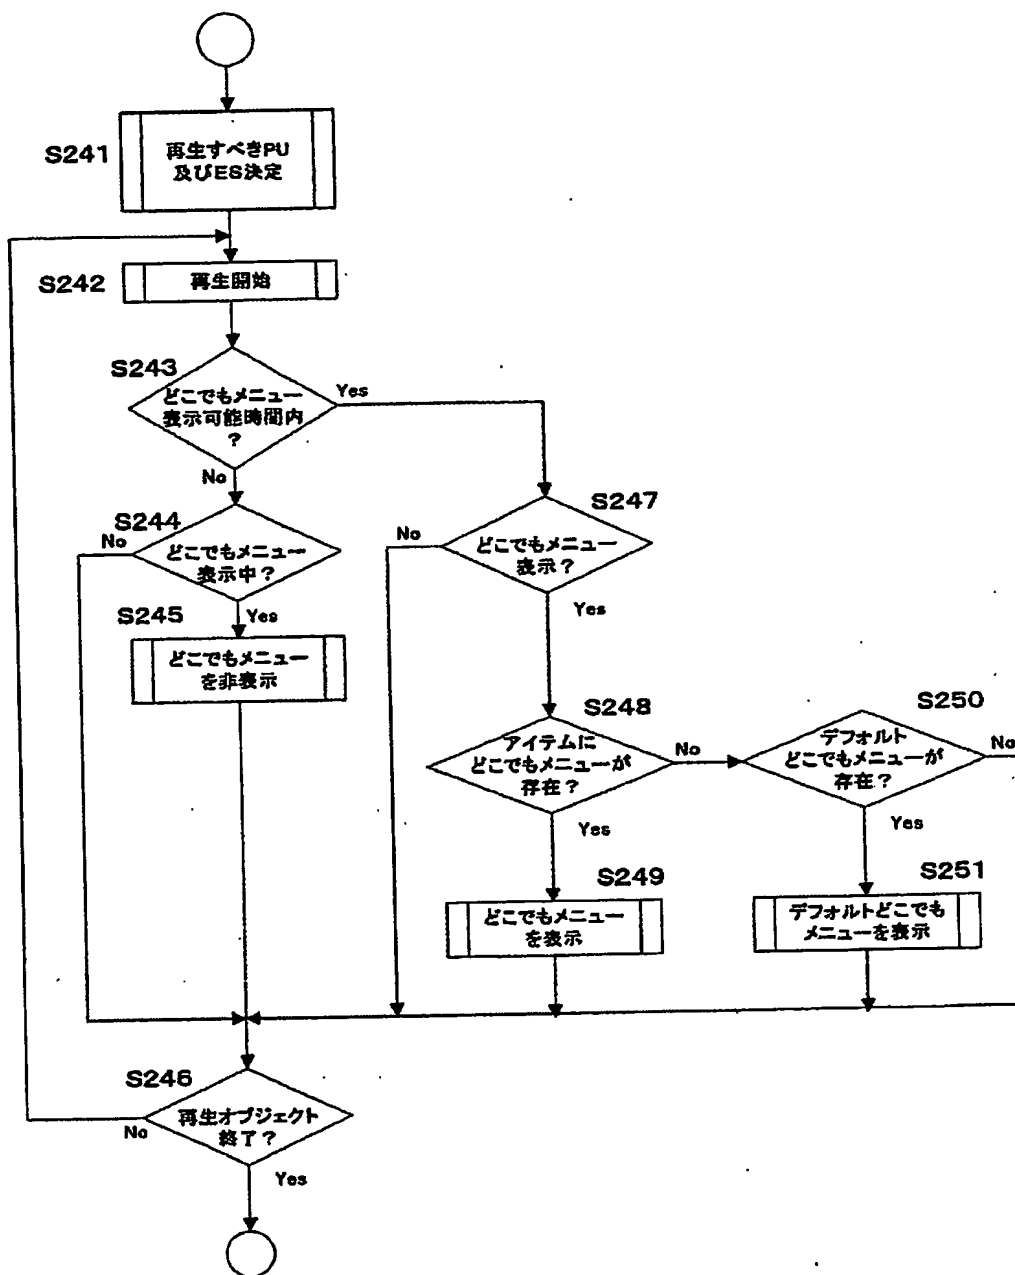 S241
再生すべきPU
及びES決定
S242
再生開始
S243
どこでもメニュー
表示可能時間内
?
Yes
No
S244
どこでもメニュー
表示中?
No
Yes
S245
どこでもメニュー
を非表示
S247
どこでもメニュー
表示?
No
Yes
S248
アイテムに
どこでもメニューが
存在?
No
Yes
S249
どこでもメニュー
を表示
S250
デフォルト
どこでもメニューが
存在?
No
Yes
S251
デフォルトどこでも
メニューを表示
S246
再生オブジェクト
終了?
No
Yes